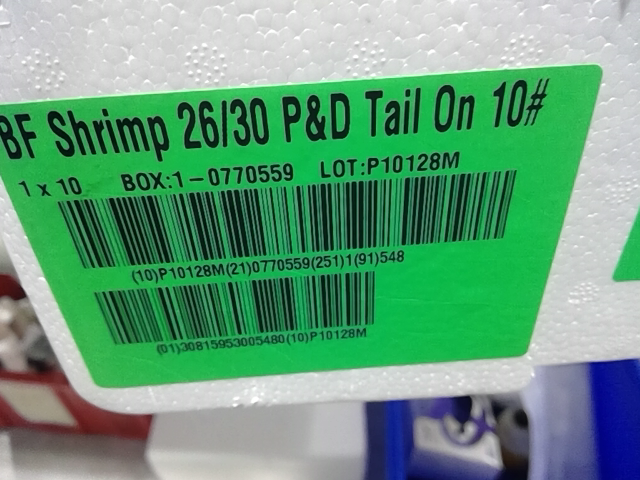 BF Shrimp 26/30 P&D Tail On 10#
1 x 10 BOX:1-0770559 LOT:P10128M
(10)P10128M(21)0770559(251)1(91)548
(01)30815953005480(10)P10128M